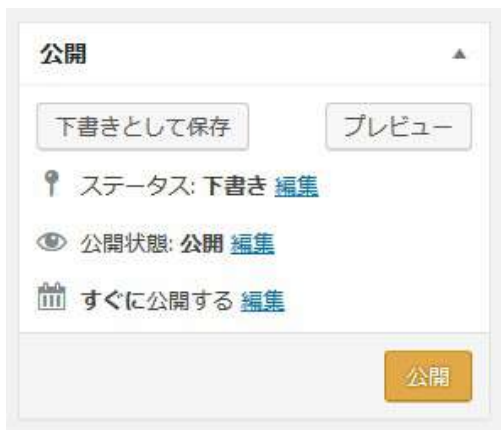 公開
下書きとして保存 プレビュー
ステータス: 下書き 編集
公開状態: 公開 編集
すぐに公開する 編集
公開